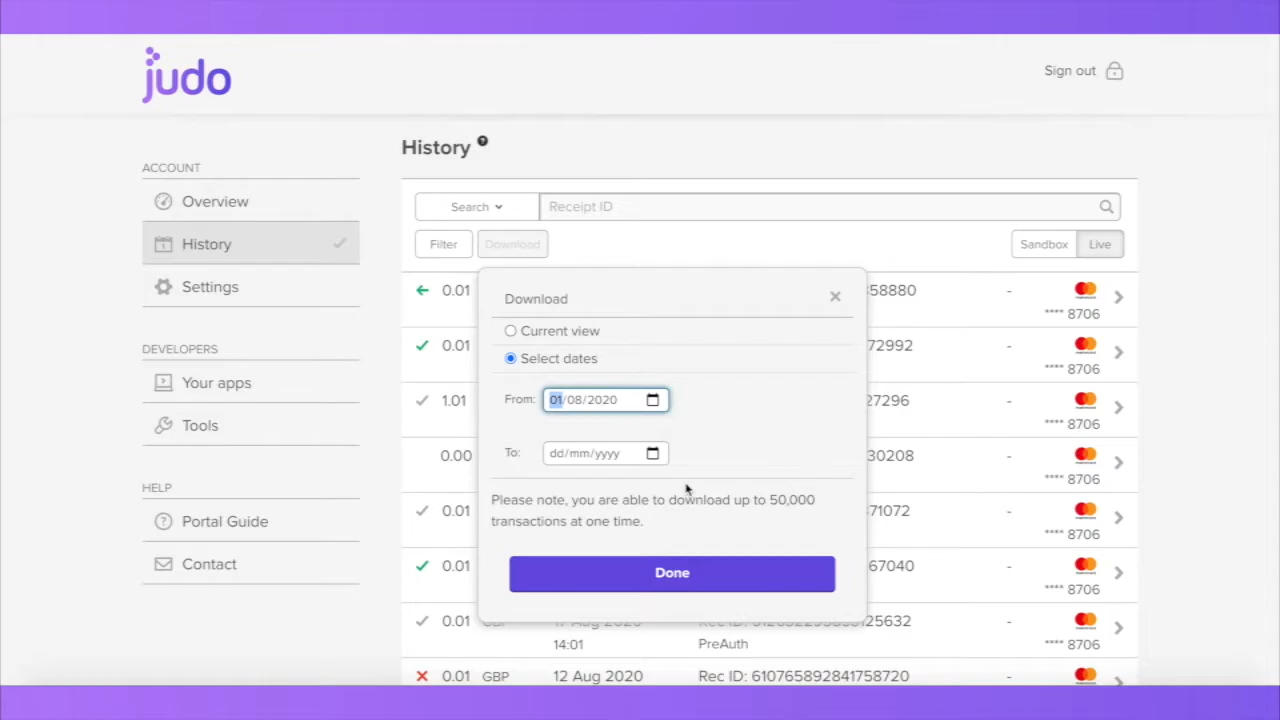 judo
Sign out
ACCOUNT
Overview
History
Settings
DEVELOPERS
Your apps
Tools
HELP
Portal Guide
Contact
History ?
Search
Receipt ID
Filter
Download
Sandbox
Live
0.01 58880 -
**** 8706
0.01 72992 -
**** 8706
1.01 27296 -
**** 8706
0.00 30208 -
**** 8706
0.01 71072 -
**** 8706
0.01 67040 -
**** 8706
0.01 25632 -
14:01 PreAuth **** 8706
0.01 GBP 12 Aug 2020 Rec ID: 610765892841758720 -
Download
Current view
Select dates
From: 01/08/2020
To: dd/mm/yyyy
Please note, you are able to download up to 50,000
transactions at one time.
Done